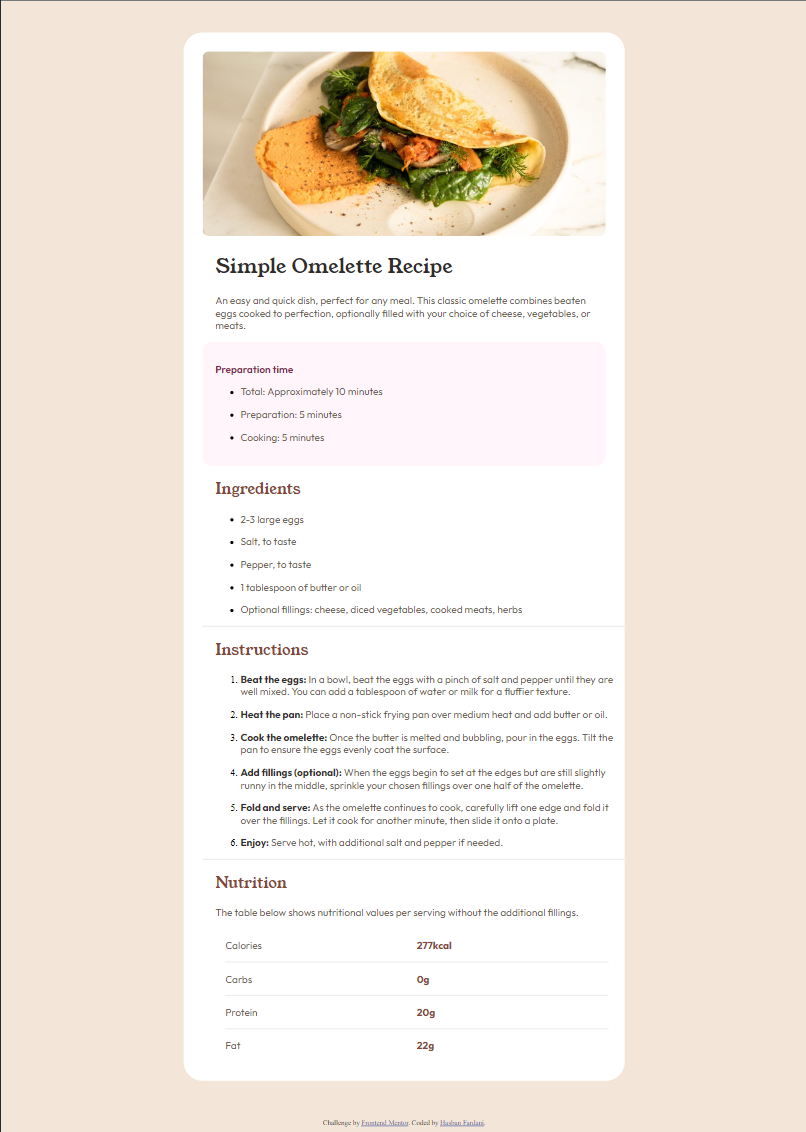 Simple Omelette Recipe
An easy and quick dish, perfect for any meal. This classic omelette combines beaten
eggs cooked to perfection, optionally filled with your choice of cheese, vegetables, or
meats.
Preparation time
• Total: Approximately 10 minutes
• Preparation: 5 minutes
• Cooking: 5 minutes
Ingredients
• 2-3 large eggs
• Salt, to taste
• Pepper, to taste
• 1 tablespoon of butter or oil
• Optional fillings: cheese, diced vegetables, cooked meats, herbs
Instructions
1. Beat the eggs: In a bowl, beat the eggs with a pinch of salt and pepper until they are
well mixed. You can add a tablespoon of water or milk for a fluffier texture.
2. Heat the pan: Place a non-stick frying pan over medium heat and add butter or oil.
3. Cook the omelette: Once the butter is melted and bubbling, pour in the eggs. Tilt the
pan to ensure the eggs evenly coat the surface.
4. Add fillings (optional): When the eggs begin to set at the edges but are still slightly
runny in the middle, sprinkle your chosen fillings over one half of the omelette.
5. Fold and serve: As the omelette continues to cook, carefully lift one edge and fold it
over the fillings. Let it cook for another minute, then slide it onto a plate.
6. Enjoy: Serve hot, with additional salt and pepper if needed.
Nutrition
The table below shows nutritional values per serving without the additional fillings.
Calories 277kcal
Carbs 0g
Protein 20g
Fat 22g
Challenge by Frontend Mentor. Coded by Hasban Fardani.